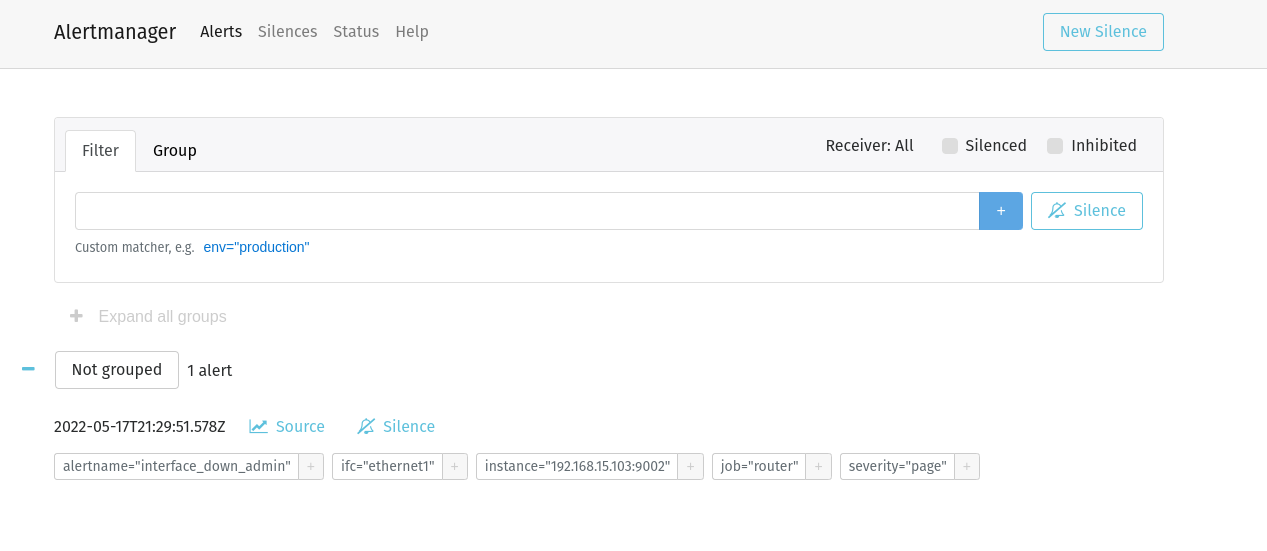 Alertmanager Alerts Silences Status Help New Silence
Filter Group Receiver: All Silenced Inhibited
+ Silence
Custom matcher, e.g. env="production"
+ Expand all groups
− Not grouped 1 alert
2022-05-17T21:29:51.578Z Source Silence
alertname="interface_down_admin" + ifc="ethernet1" + instance="192.168.15.103:9002" + job="router" + severity="page" +